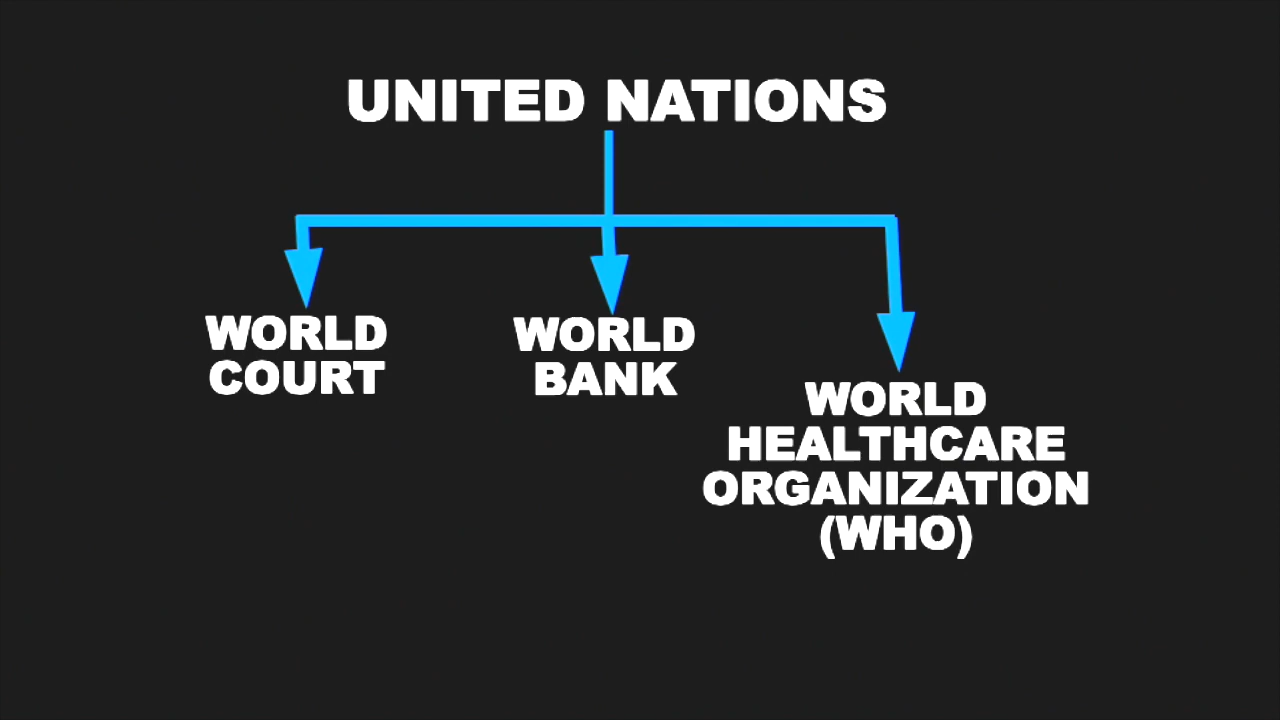 UNITED NATIONS
WORLD
COURT
WORLD
BANK
WORLD
HEALTHCARE
ORGANIZATION
(WHO)